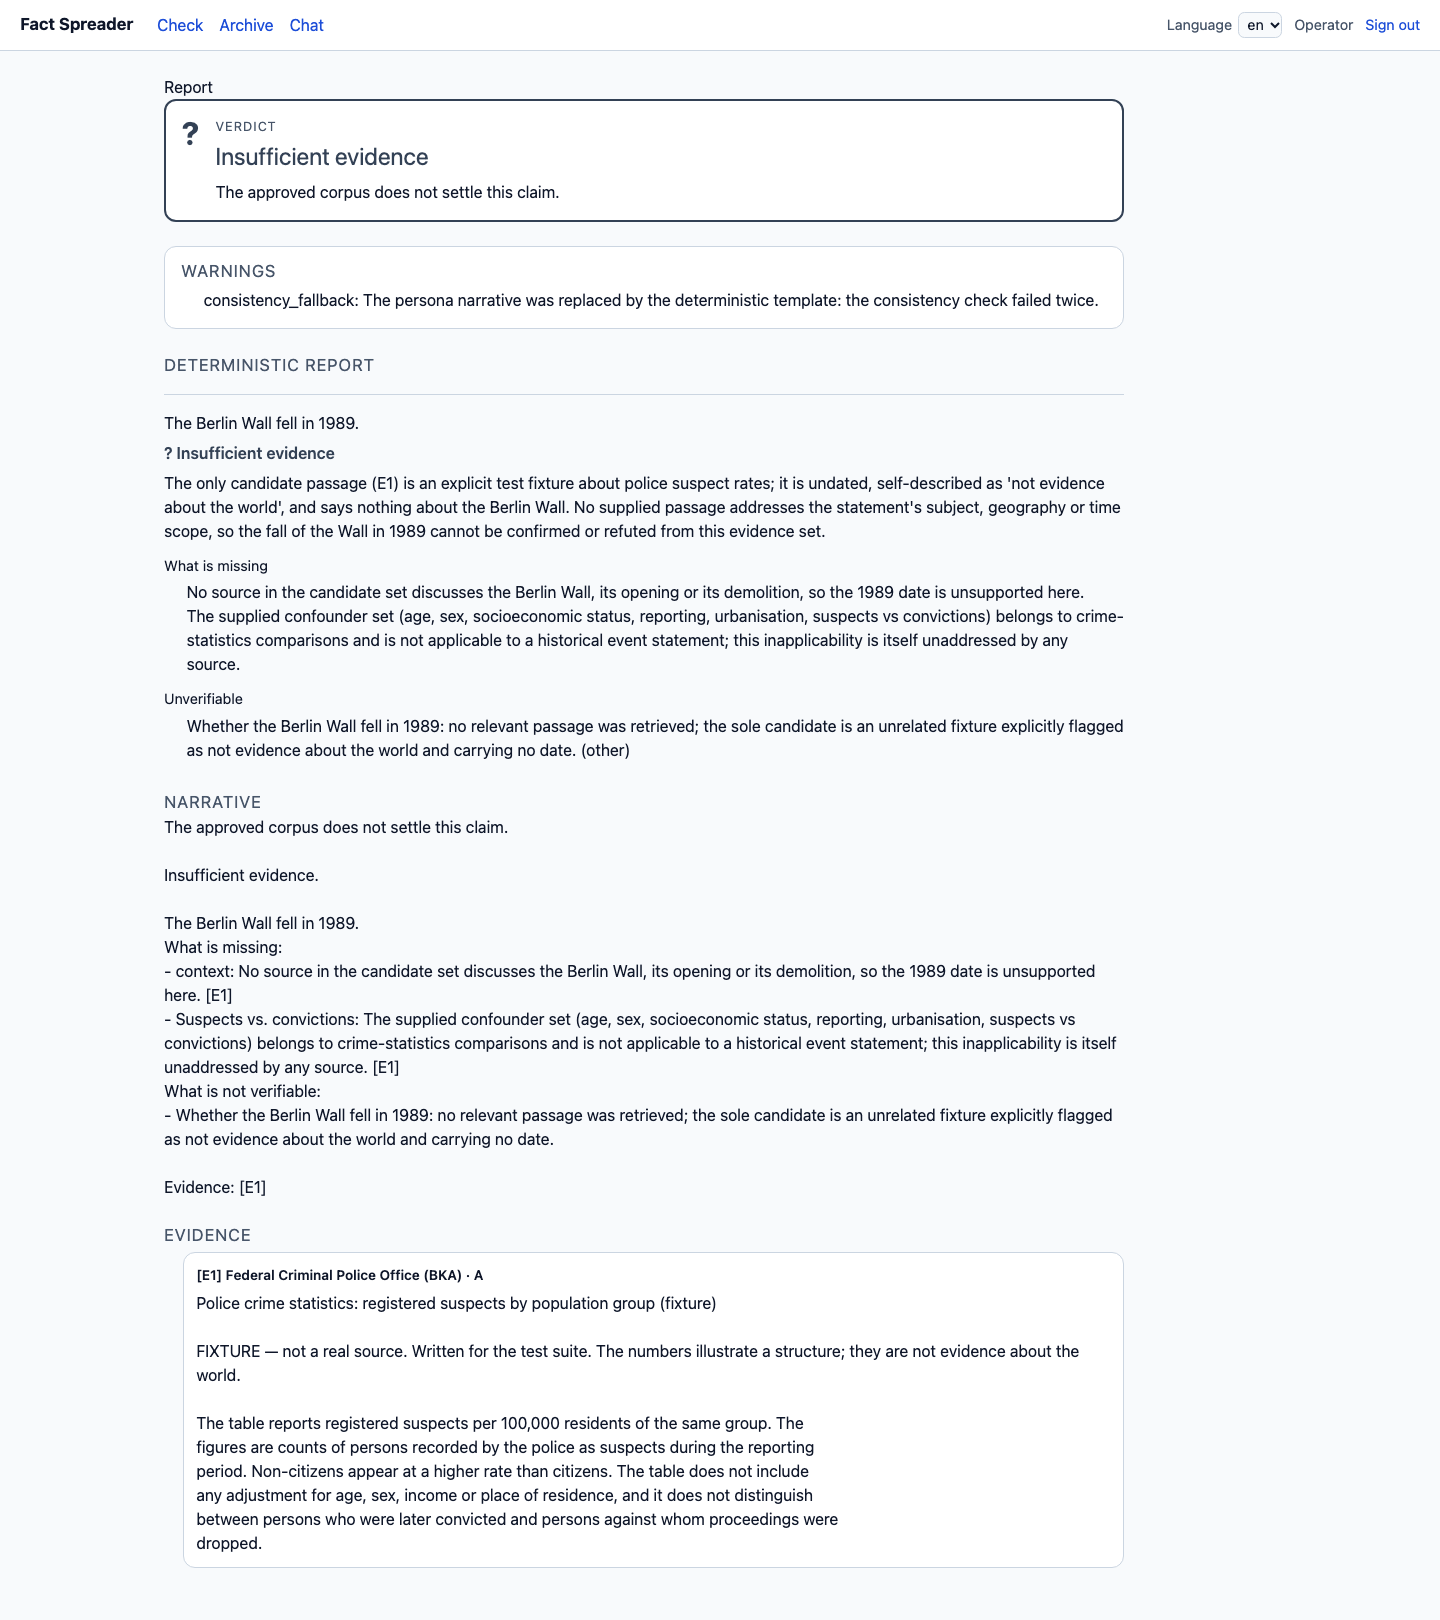 Fact Spreader Check Archive Chat Language en Operator Sign out
Report
?
VERDICT
Insufficient evidence
The approved corpus does not settle this claim.
WARNINGS
consistency_fallback: The persona narrative was replaced by the deterministic template: the consistency check failed twice.
DETERMINISTIC REPORT
The Berlin Wall fell in 1989.
? Insufficient evidence
The only candidate passage (E1) is an explicit test fixture about police suspect rates; it is undated, self-described as 'not evidence
about the world', and says nothing about the Berlin Wall. No supplied passage addresses the statement's subject, geography or time
scope, so the fall of the Wall in 1989 cannot be confirmed or refuted from this evidence set.
What is missing
No source in the candidate set discusses the Berlin Wall, its opening or its demolition, so the 1989 date is unsupported here.
The supplied confounder set (age, sex, socioeconomic status, reporting, urbanisation, suspects vs convictions) belongs to crime-
statistics comparisons and is not applicable to a historical event statement; this inapplicability is itself unaddressed by any
source.
Unverifiable
Whether the Berlin Wall fell in 1989: no relevant passage was retrieved; the sole candidate is an unrelated fixture explicitly flagged
as not evidence about the world and carrying no date. (other)
NARRATIVE
The approved corpus does not settle this claim.
Insufficient evidence.
The Berlin Wall fell in 1989.
What is missing:
- context: No source in the candidate set discusses the Berlin Wall, its opening or its demolition, so the 1989 date is unsupported
here. [E1]
- Suspects vs. convictions: The supplied confounder set (age, sex, socioeconomic status, reporting, urbanisation, suspects vs
convictions) belongs to crime-statistics comparisons and is not applicable to a historical event statement; this inapplicability is itself
unaddressed by any source. [E1]
What is not verifiable:
- Whether the Berlin Wall fell in 1989: no relevant passage was retrieved; the sole candidate is an unrelated fixture explicitly flagged
as not evidence about the world and carrying no date.
Evidence: [E1]
EVIDENCE
[E1] Federal Criminal Police Office (BKA) · A
Police crime statistics: registered suspects by population group (fixture)
FIXTURE — not a real source. Written for the test suite. The numbers illustrate a structure; they are not evidence about the
world.
The table reports registered suspects per 100,000 residents of the same group. The
figures are counts of persons recorded by the police as suspects during the reporting
period. Non-citizens appear at a higher rate than citizens. The table does not include
any adjustment for age, sex, income or place of residence, and it does not distinguish
between persons who were later convicted and persons against whom proceedings were
dropped.